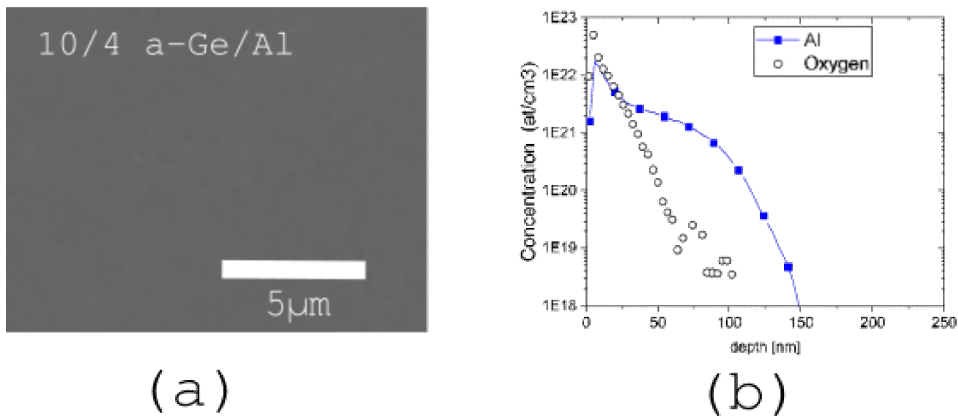 10/4 a-Ge/Al
5µm
(a)
Concentration (at/cm3)
1E23
1E22
1E21
1E20
1E19
1E18
Al
Oxygen
0 50 100 150 200 250
depth [nm]
(b)